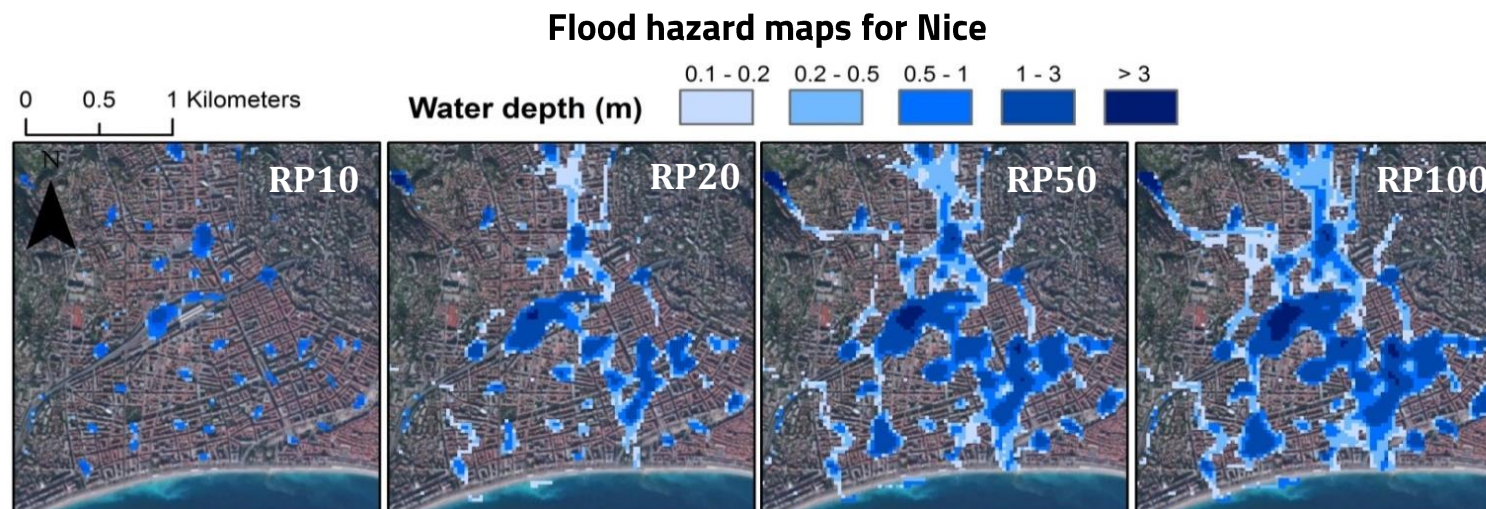 Flood hazard maps for Nice
0 0.5 1 Kilometers
Water depth (m)
0.1 - 0.2 0.2 - 0.5 0.5 - 1 1 - 3 > 3
N
RP10 RP20 RP50 RP100